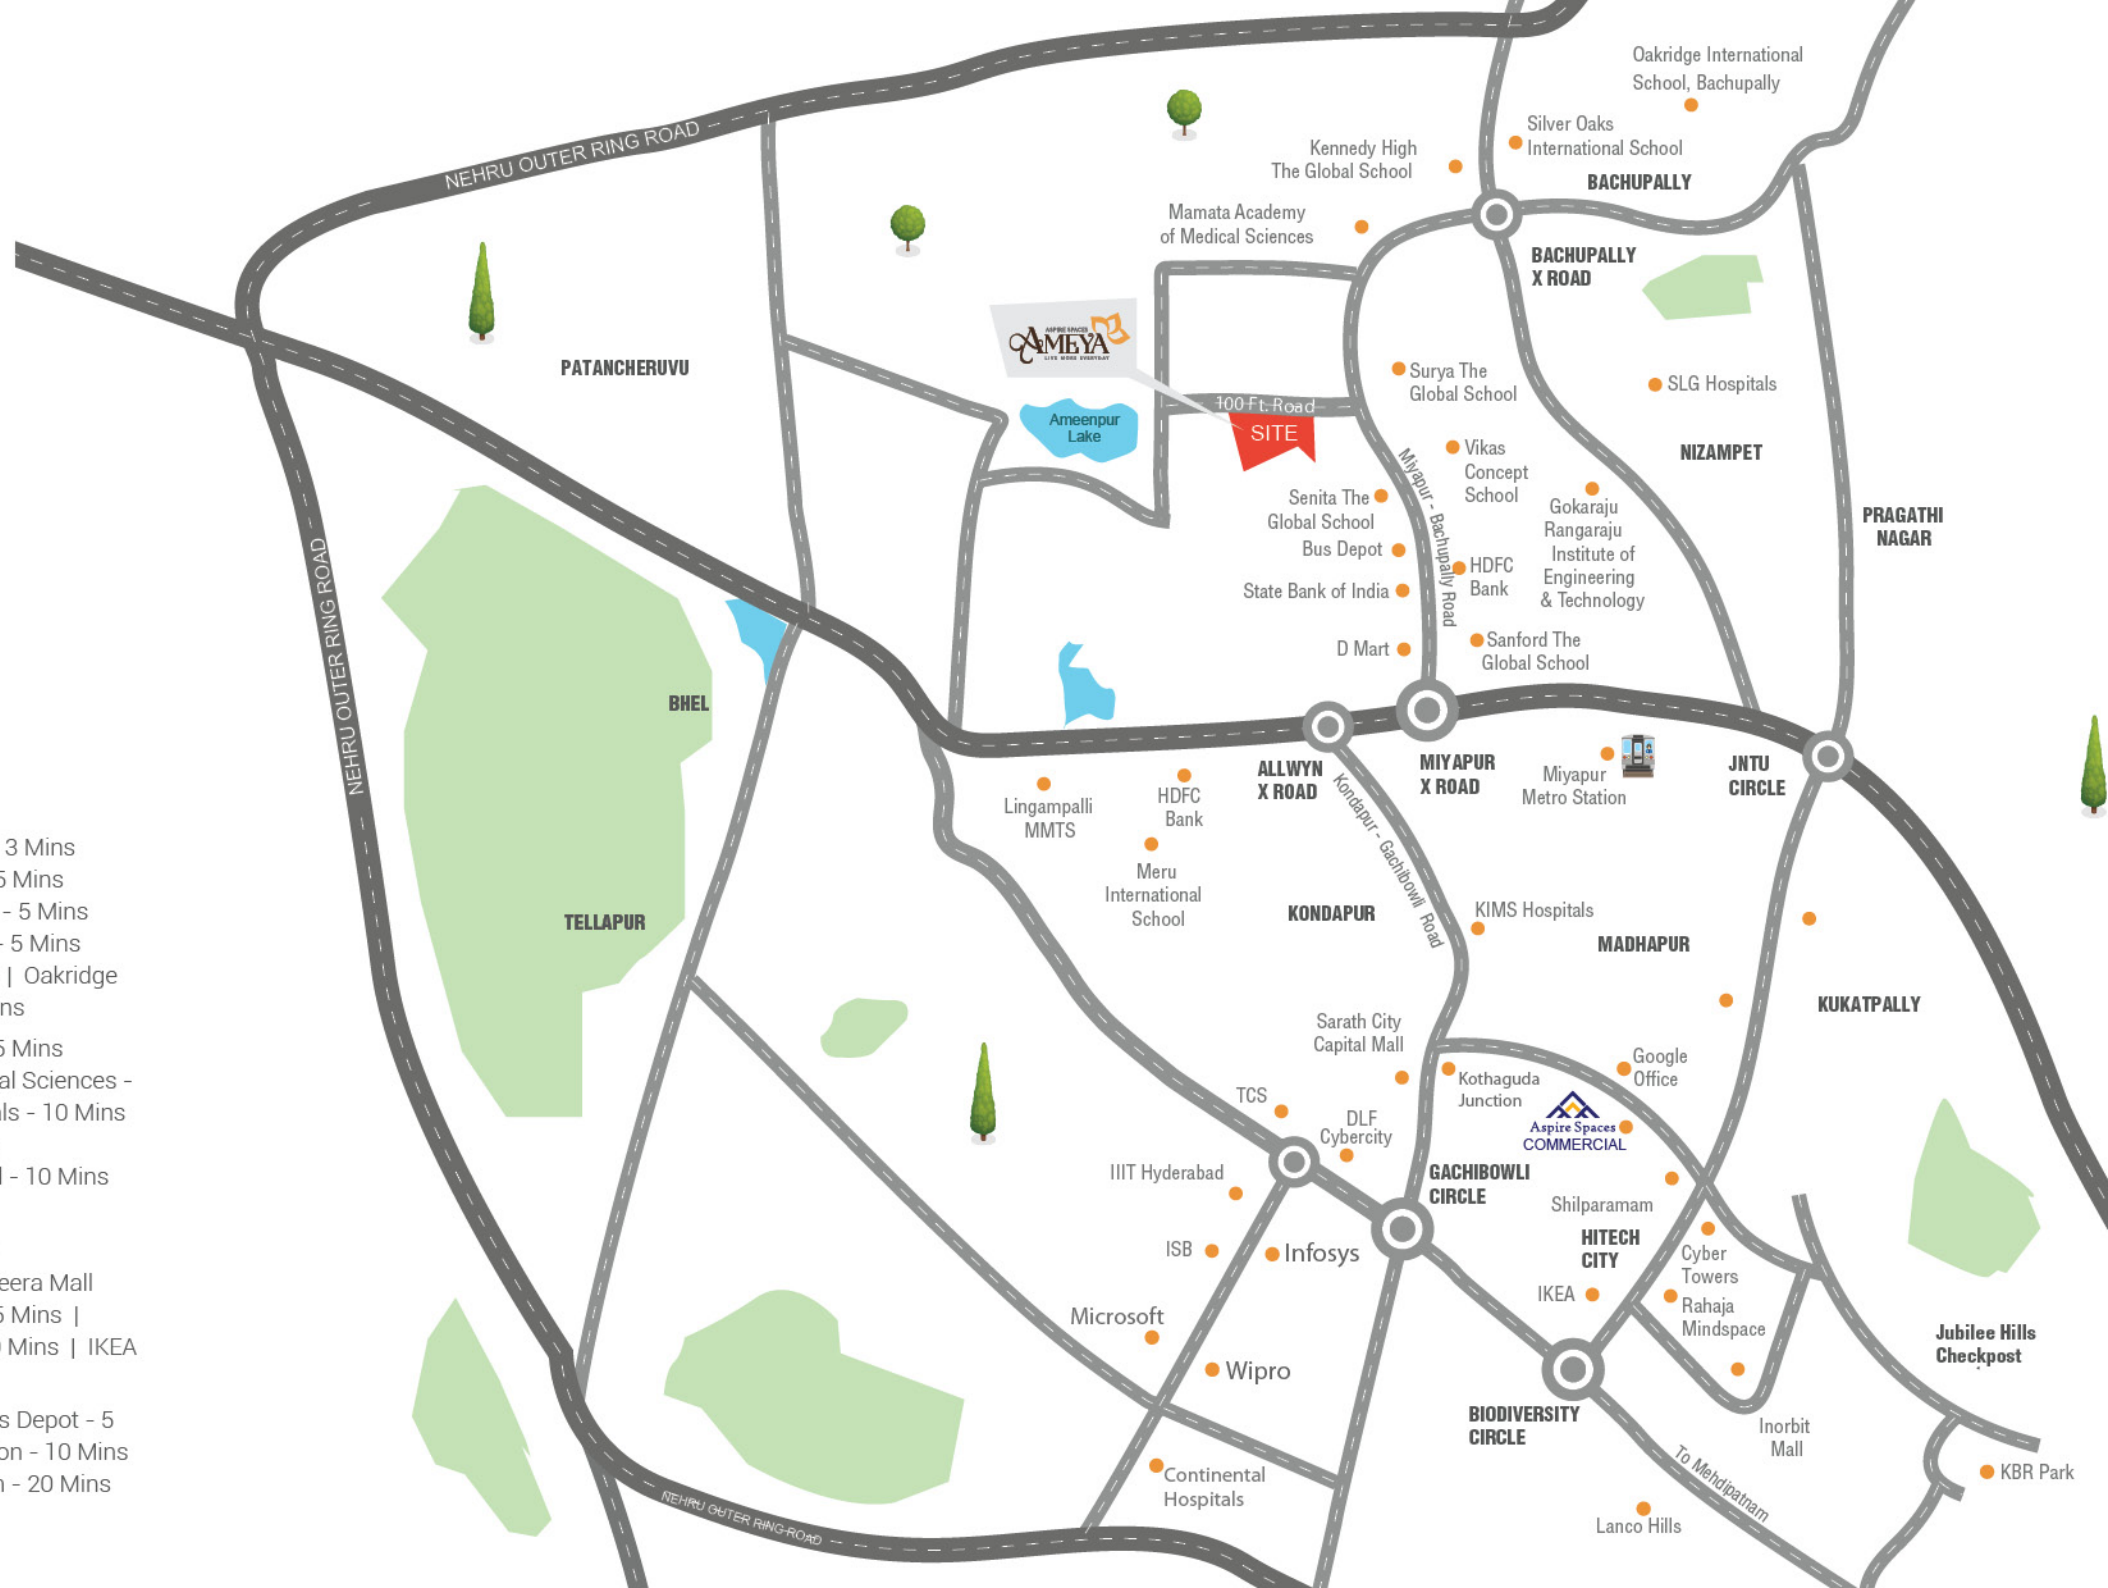 Oakridge International
School, Bachupally
Silver Oaks
International School
Kennedy High
The Global School
BACHUPALLY
NEHRU OUTER RING ROAD
Mamata Academy
of Medical Sciences
BACHUPALLY
X ROAD
ASPIRE SPACES
AMEYA
LIVE MORE EVERYDAY
PATANCHERUVU
Surya The
Global School
SLG Hospitals
100 Ft. Road
SITE
Ameenpur
Lake
Vikas
Concept
School
NIZAMPET
Miyapur - Bachupally Road
Senita The
Global School
Gokaraju
Rangaraju
Institute of
Engineering
& Technology
PRAGATHI
NAGAR
Bus Depot
HDFC
Bank
State Bank of India
D Mart
Sanford The
Global School
NEHRU OUTER RING ROAD
BHEL
ALLWYN
X ROAD
MIYAPUR
X ROAD
Miyapur
Metro Station
JNTU
CIRCLE
Lingampalli
MMTS
HDFC
Bank
Meru
International
School
Kondapur - Gachibowli Road
KONDAPUR
KIMS Hospitals
MADHAPUR
TELLAPUR
KUKATPALLY
3 Mins
5 Mins
- 5 Mins
- 5 Mins
| Oakridge
ns
5 Mins
al Sciences -
als - 10 Mins
- 10 Mins
eera Mall
5 Mins |
Mins | IKEA
s Depot - 5
on - 10 Mins
- 20 Mins
Sarath City
Capital Mall
Google
Office
Kothaguda
Junction
TCS
DLF
Cybercity
Aspire Spaces
COMMERCIAL
IIIT Hyderabad
GACHIBOWLI
CIRCLE
Shilparamam
HITECH
CITY
ISB
Infosys
Cyber
Towers
IKEA
Rahaja
Mindspace
Microsoft
Jubilee Hills
Checkpost
Wipro
BIODIVERSITY
CIRCLE
Inorbit
Mall
To Mehdipatnam
Continental
Hospitals
KBR Park
NEHRU OUTER RING ROAD
Lanco Hills